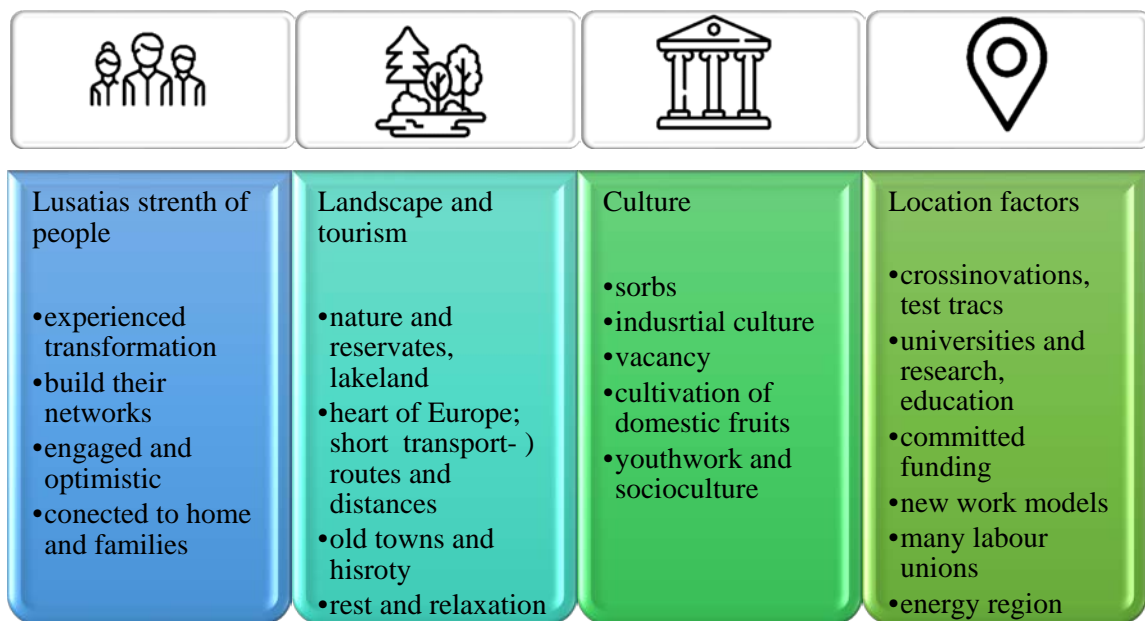 Lusatias strenth of
people
•experienced
transformation
•build their
networks
•engaged and
optimistic
•conected to home
and families
Landscape and
tourism
•nature and
reservates,
lakeland
•heart of Europe;
short transport- )
routes and
distances
•old towns and
hisroty
•rest and relaxation
Culture
•sorbs
•indusrtial culture
•vacancy
•cultivation of
domestic fruits
•youthwork and
socioculture
Location factors
•crossinovations,
test tracs
•universities and
research,
education
•committed
funding
•new work models
•many labour
unions
•energy region